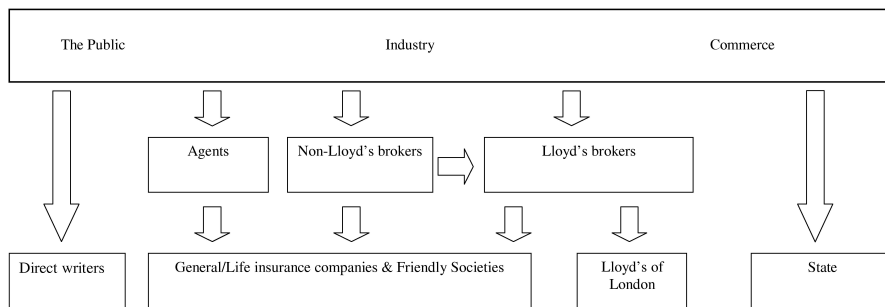 The Public Industry Commerce
Agents Non-Lloyd's brokers Lloyd's brokers
Direct writers General/Life insurance companies & Friendly Societies Lloyd's of London State